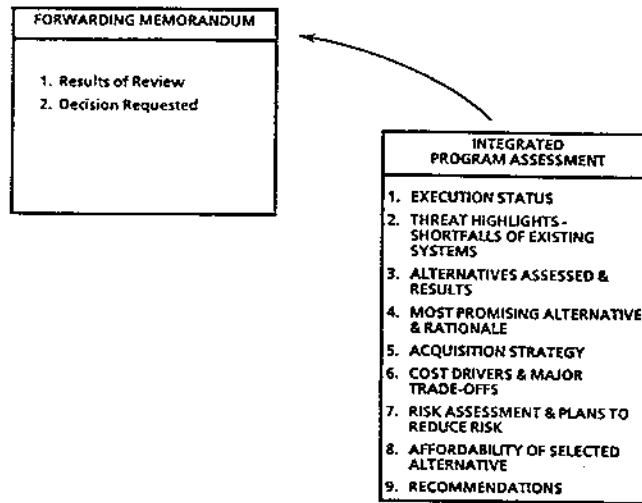 FORWARDING MEMORANDUM
1. Results of Review
2. Decision Requested
INTEGRATED
PROGRAM ASSESSMENT
1. EXECUTION STATUS
2. THREAT HIGHLIGHTS -
SHORTFALLS OF EXISTING
SYSTEMS
3. ALTERNATIVES ASSESSED &
RESULTS
4. MOST PROMISING ALTERNATIVE
& RATIONALE
5. ACQUISITION STRATEGY
6. COST DRIVERS & MAJOR
TRADE-OFFS
7. RISK ASSESSMENT & PLANS TO
REDUCE RISK
8. AFFORDABILITY OF SELECTED
ALTERNATIVE
9. RECOMMENDATIONS